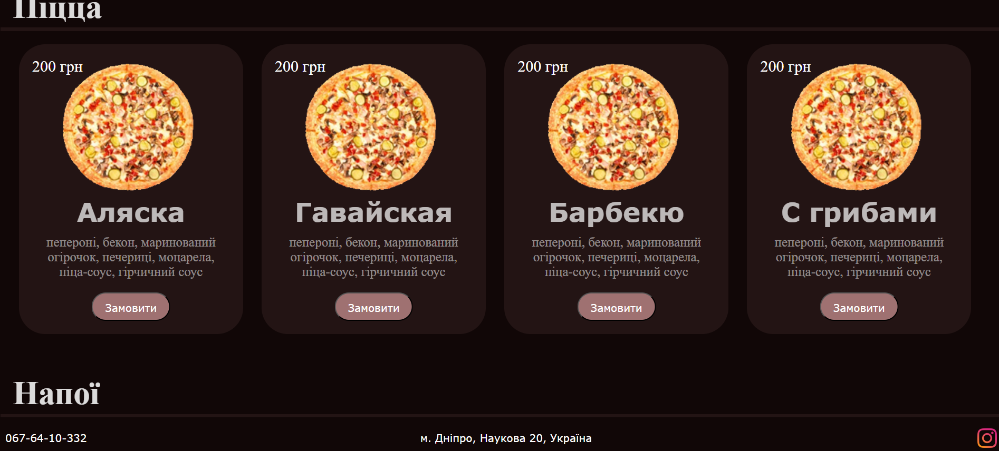 Піцца
200 грн
200 грн
200 грн
200 грн
Аляска
Гавайская
Барбекю
С грибами
пепероні, бекон, маринований
огірочок, печериці, моцарела,
піца-соус, гірчичний соус
пепероні, бекон, маринований
огірочок, печериці, моцарела,
піца-соус, гірчичний соус
пепероні, бекон, маринований
огірочок, печериці, моцарела,
піца-соус, гірчичний соус
пепероні, бекон, маринований
огірочок, печериці, моцарела,
піца-соус, гірчичний соус
Замовити
Замовити
Замовити
Замовити
Напої
067-64-10-332
м. Дніпро, Наукова 20, Україна